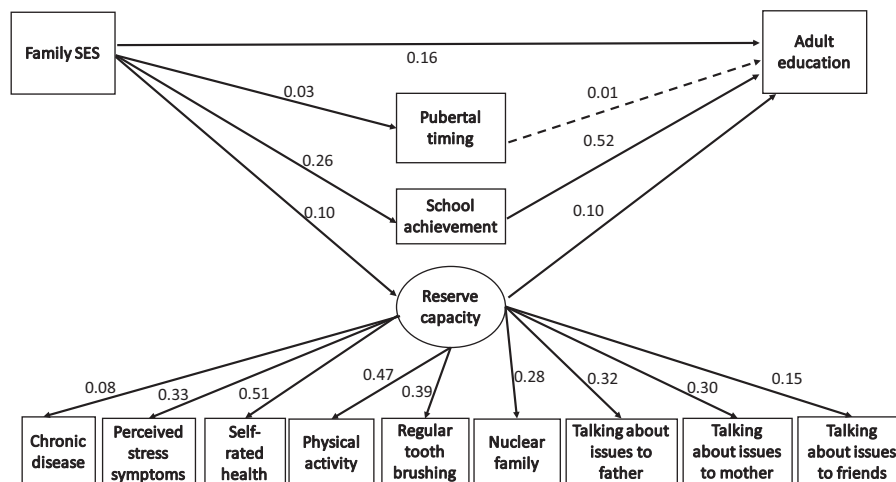 Family SES
Adult
education
0.16
0.03
0.01
Pubertal
timing
0.26
0.52
0.10
School
achievement
0.10
Reserve
capacity
0.08
0.33
0.51
0.47
0.39
0.28
0.32
0.30
0.15
Chronic
disease
Perceived
stress
symptoms
Self-
rated
health
Physical
activity
Regular
tooth
brushing
Nuclear
family
Talking about
issues to
father
Talking
about issues
to mother
Talking
about issues
to friends